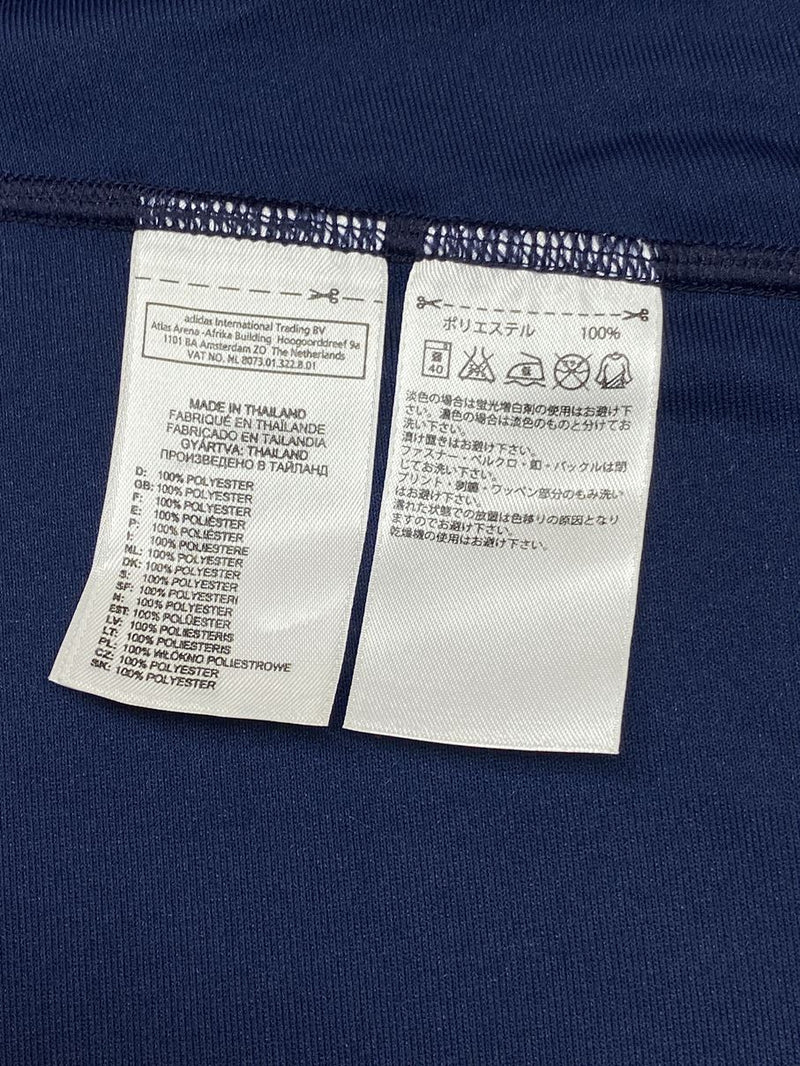 adidas International Trading BV
Atlas Arena -Afrika Building Hoogoorddreef 9a
1101 BA Amsterdam ZO The Netherlands
VAT NO. NL 8073.01.322.B.01
MADE IN THAILAND
FABRIQUÉ EN THAÏLANDE
FABRICADO EN TAILANDIA
GYÁRTVA: THAILAND
ПРОИЗВЕДЕНО В ТАЙЛАНД
D: 100% POLYESTER
GB: 100% POLYESTER
F: 100% POLYESTER
E: 100% POLIÉSTER
P: 100% POLIÉSTER
I: 100% POLIESTERE
NL: 100% POLYESTER
DK: 100% POLYESTER
S: 100% POLYESTER
SF: 100% POLYESTERI
N: 100% POLYESTER
EST: 100% POLÜESTER
LV: 100% POLIESTERIS
LT: 100% POLIESTERIS
PL: 100% WŁÓKNO POLIESTROWE
CZ: 100% POLYESTER
SK: 100% POLYESTER
ポリエステル 100%
40
淡色の場合は蛍光増白剤の使用はお避け下
さい。濃色の場合は淡色のものと分けてお
洗い下さい。
漬け置きはお避け下さい。
ファスナー・ベルクロ・釦・バックルは閉
じてお洗い下さい。
プリント・刺繍・ワッペン部分のもみ洗い
はお避け下さい。
濡れた状態での放置は色移りの原因となり
ますのでお避け下さい。
乾燥機の使用はお避け下さい。